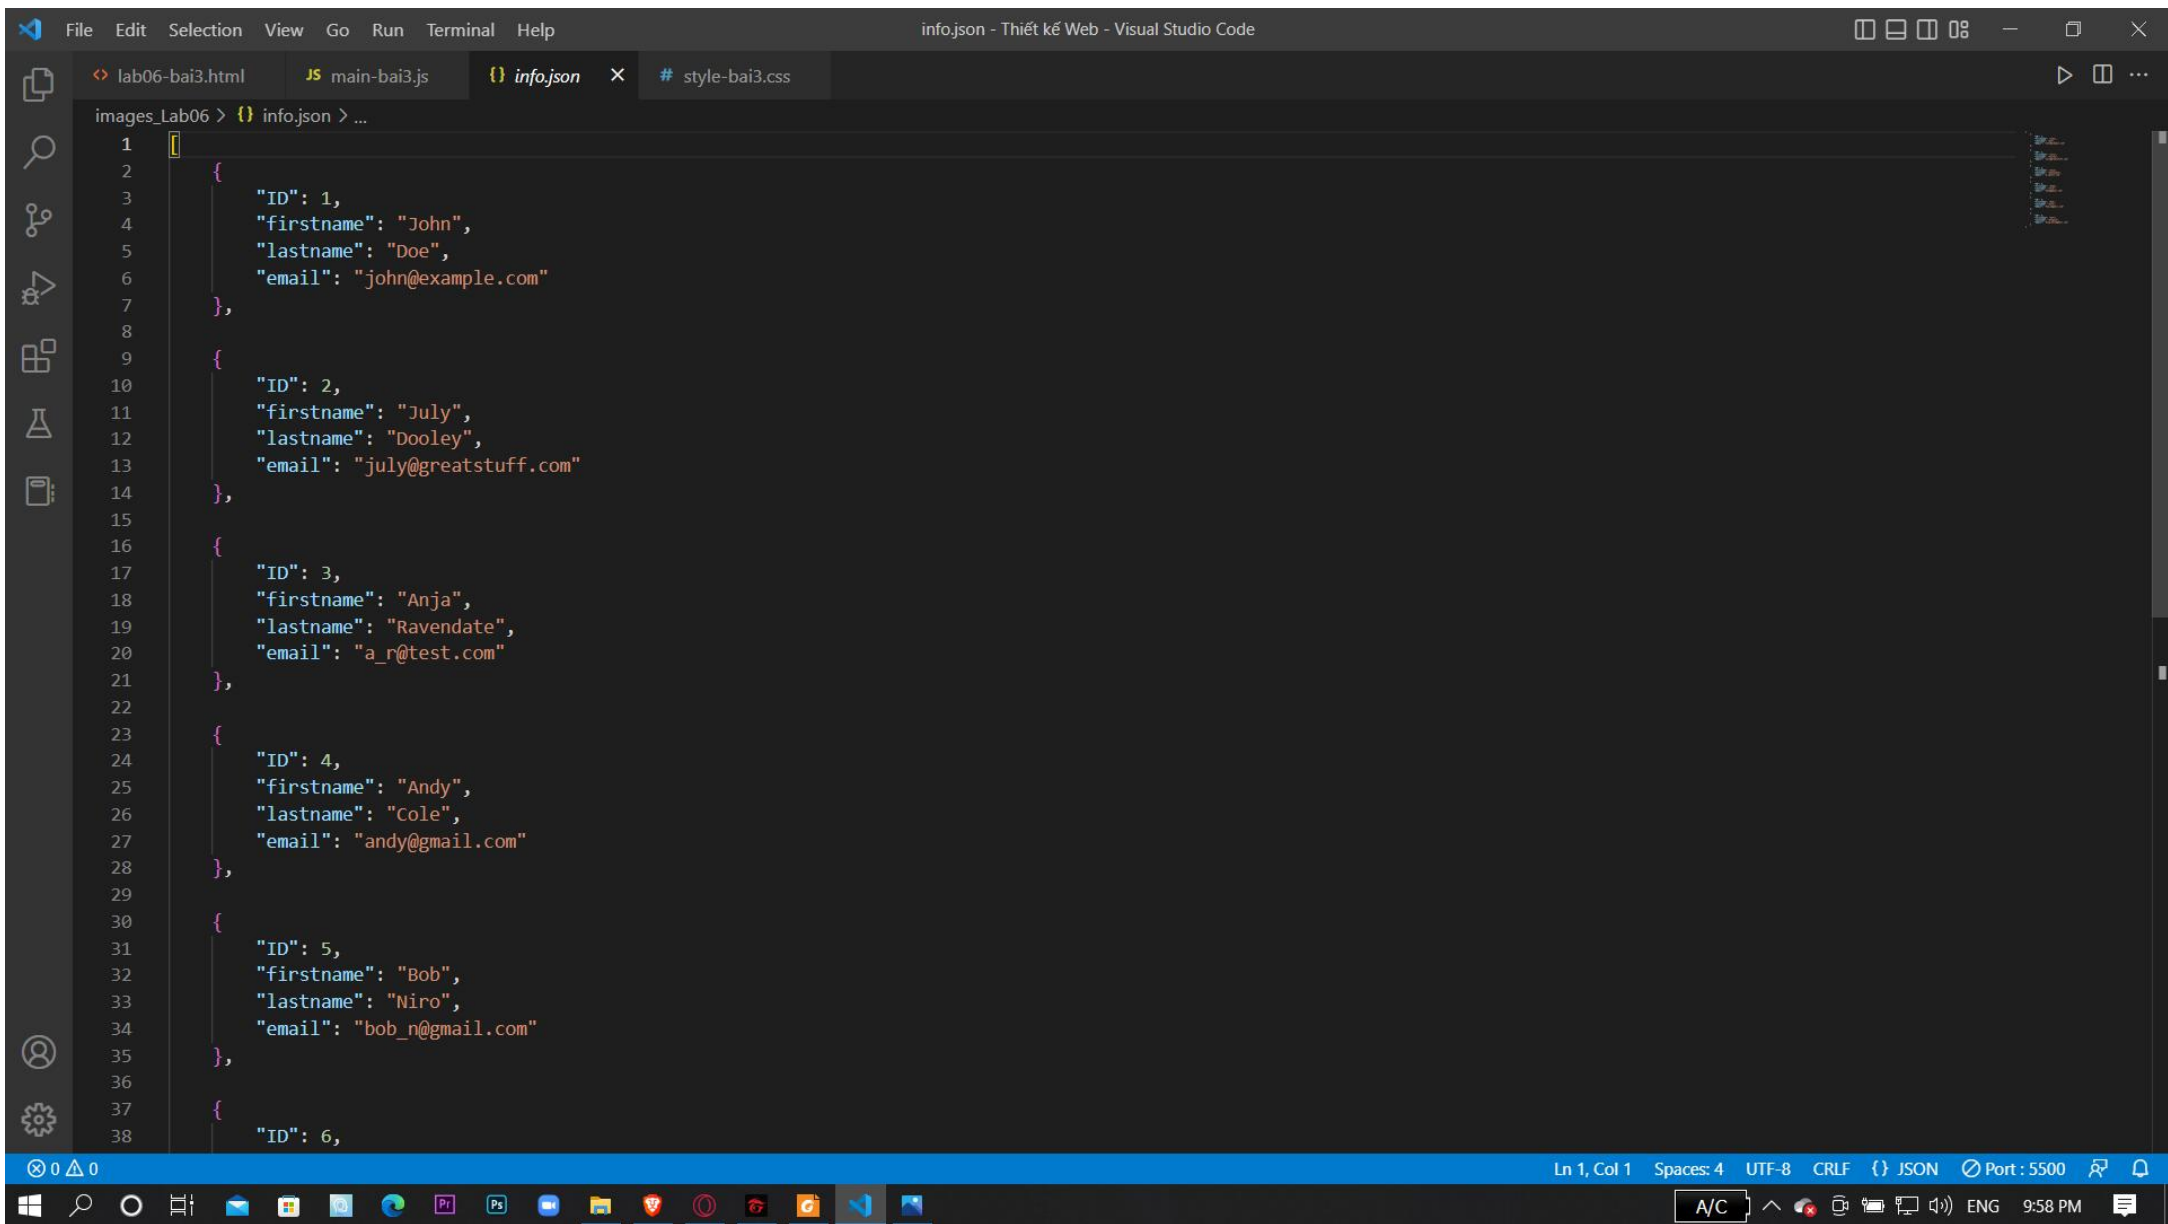 File Edit Selection View Go Run Terminal Help info.json - Thiết kế Web - Visual Studio Code
<> lab06-bai3.html JS main-bai3.js {} info.json × # style-bai3.css
images_Lab06 > {} info.json > ...
1 [
2 {
3 "ID": 1,
4 "firstname": "John",
5 "lastname": "Doe",
6 "email": "john@example.com"
7 },
8
9 {
10 "ID": 2,
11 "firstname": "July",
12 "lastname": "Dooley",
13 "email": "july@greatstuff.com"
14 },
15
16 {
17 "ID": 3,
18 "firstname": "Anja",
19 "lastname": "Ravendate",
20 "email": "a_r@test.com"
21 },
22
23 {
24 "ID": 4,
25 "firstname": "Andy",
26 "lastname": "Cole",
27 "email": "andy@gmail.com"
28 },
29
30 {
31 "ID": 5,
32 "firstname": "Bob",
33 "lastname": "Niro",
34 "email": "bob_n@gmail.com"
35 },
36
37 {
38 "ID": 6,
0 0 Ln 1, Col 1 Spaces: 4 UTF-8 CRLF {} JSON Port : 5500
Pr Ps A/C ENG 9:58 PM